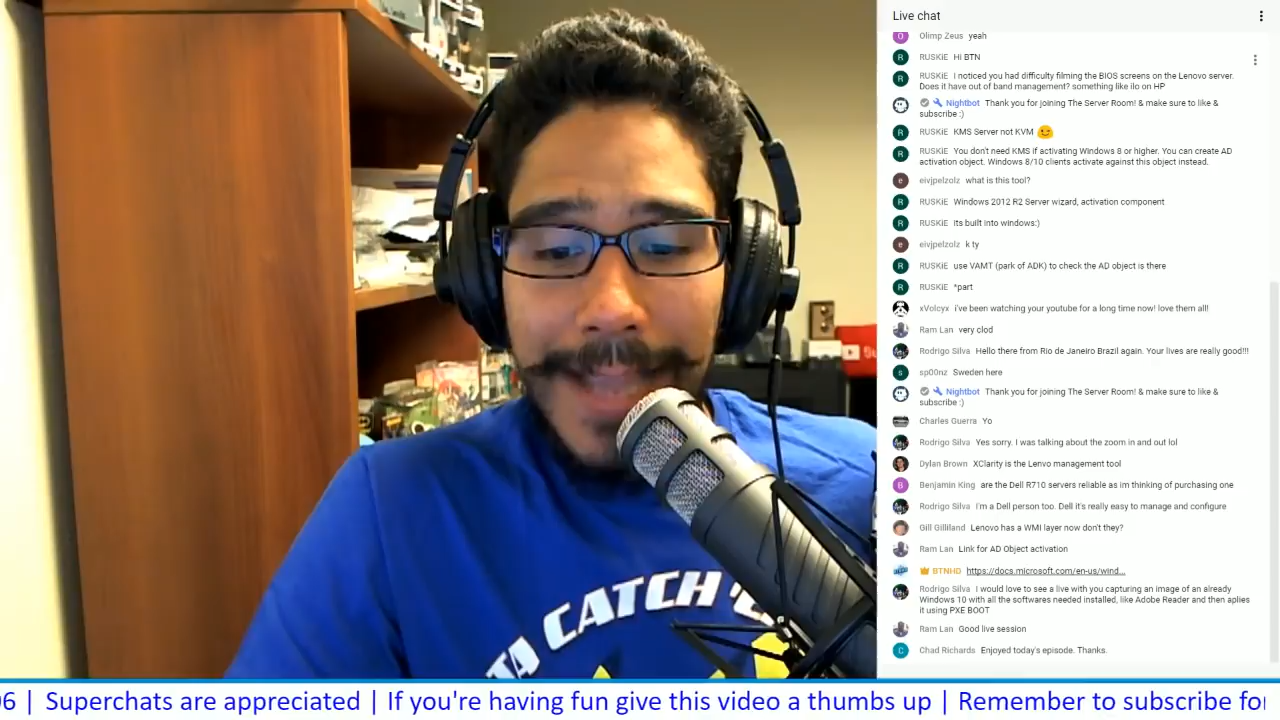 Live chat
Olimp Zeus yeah
RUSKiE Hi BTN
RUSKiE I noticed you had difficulty filming the BIOS screens on the Lenovo server.
Does it have out of band management? something like ilo on HP
Nightbot Thank you for joining The Server Room! & make sure to like &
subscribe :)
RUSKiE KMS Server not KVM
RUSKiE You don't need KMS if activating Windows 8 or higher. You can create AD
activation object. Windows 8/10 clients activate against this object instead.
eivjpelzolz what is this tool?
RUSKiE Windows 2012 R2 Server wizard, activation component
RUSKiE its built into windows:)
eivjpelzolz k ty
RUSKiE use VAMT (park of ADK) to check the AD object is there
RUSKiE *part
xVolcyx i've been watching your youtube for a long time now! love them all!
Ram Lan very clod
Rodrigo Silva Hello there from Rio de Janeiro Brazil again. Your lives are really good!!!
sp00nz Sweden here
Nightbot Thank you for joining The Server Room! & make sure to like &
subscribe :)
Charles Guerra Yo
Rodrigo Silva Yes sorry. I was talking about the zoom in and out lol
Dylan Brown XClarity is the Lenvo management tool
B Benjamin King are the Dell R710 servers reliable as im thinking of purchasing one
Rodrigo Silva I'm a Dell person too. Dell it's really easy to manage and configure
Gill Gilliland Lenovo has a WMI layer now don't they?
Ram Lan Link for AD Object activation
BTNHD https://docs.microsoft.com/en-us/wind...
Rodrigo Silva I would love to see a live with you capturing an image of an already
Windows 10 with all the softwares needed installed, like Adobe Reader and then aplies
it using PXE BOOT
Ram Lan Good live session
C Chad Richards Enjoyed today's episode. Thanks.
TA CATCH 'E
06 | Superchats are appreciated | If you're having fun give this video a thumbs up | Remember to subscribe for